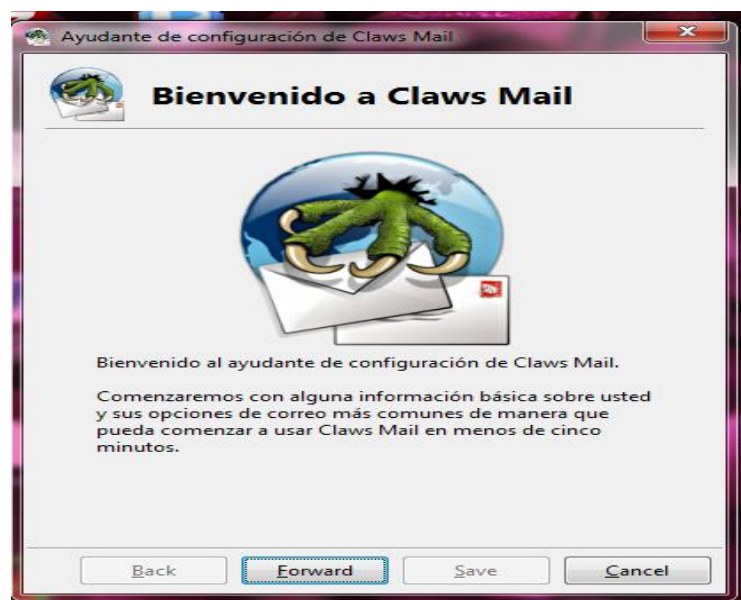 Ayudante de configuración de Claws Mail
Bienvenido a Claws Mail
Bienvenido al ayudante de configuración de Claws Mail.
Comenzaremos con alguna información básica sobre usted
y sus opciones de correo más comunes de manera que
pueda comenzar a usar Claws Mail en menos de cinco
minutos.
Back Forward Save Cancel